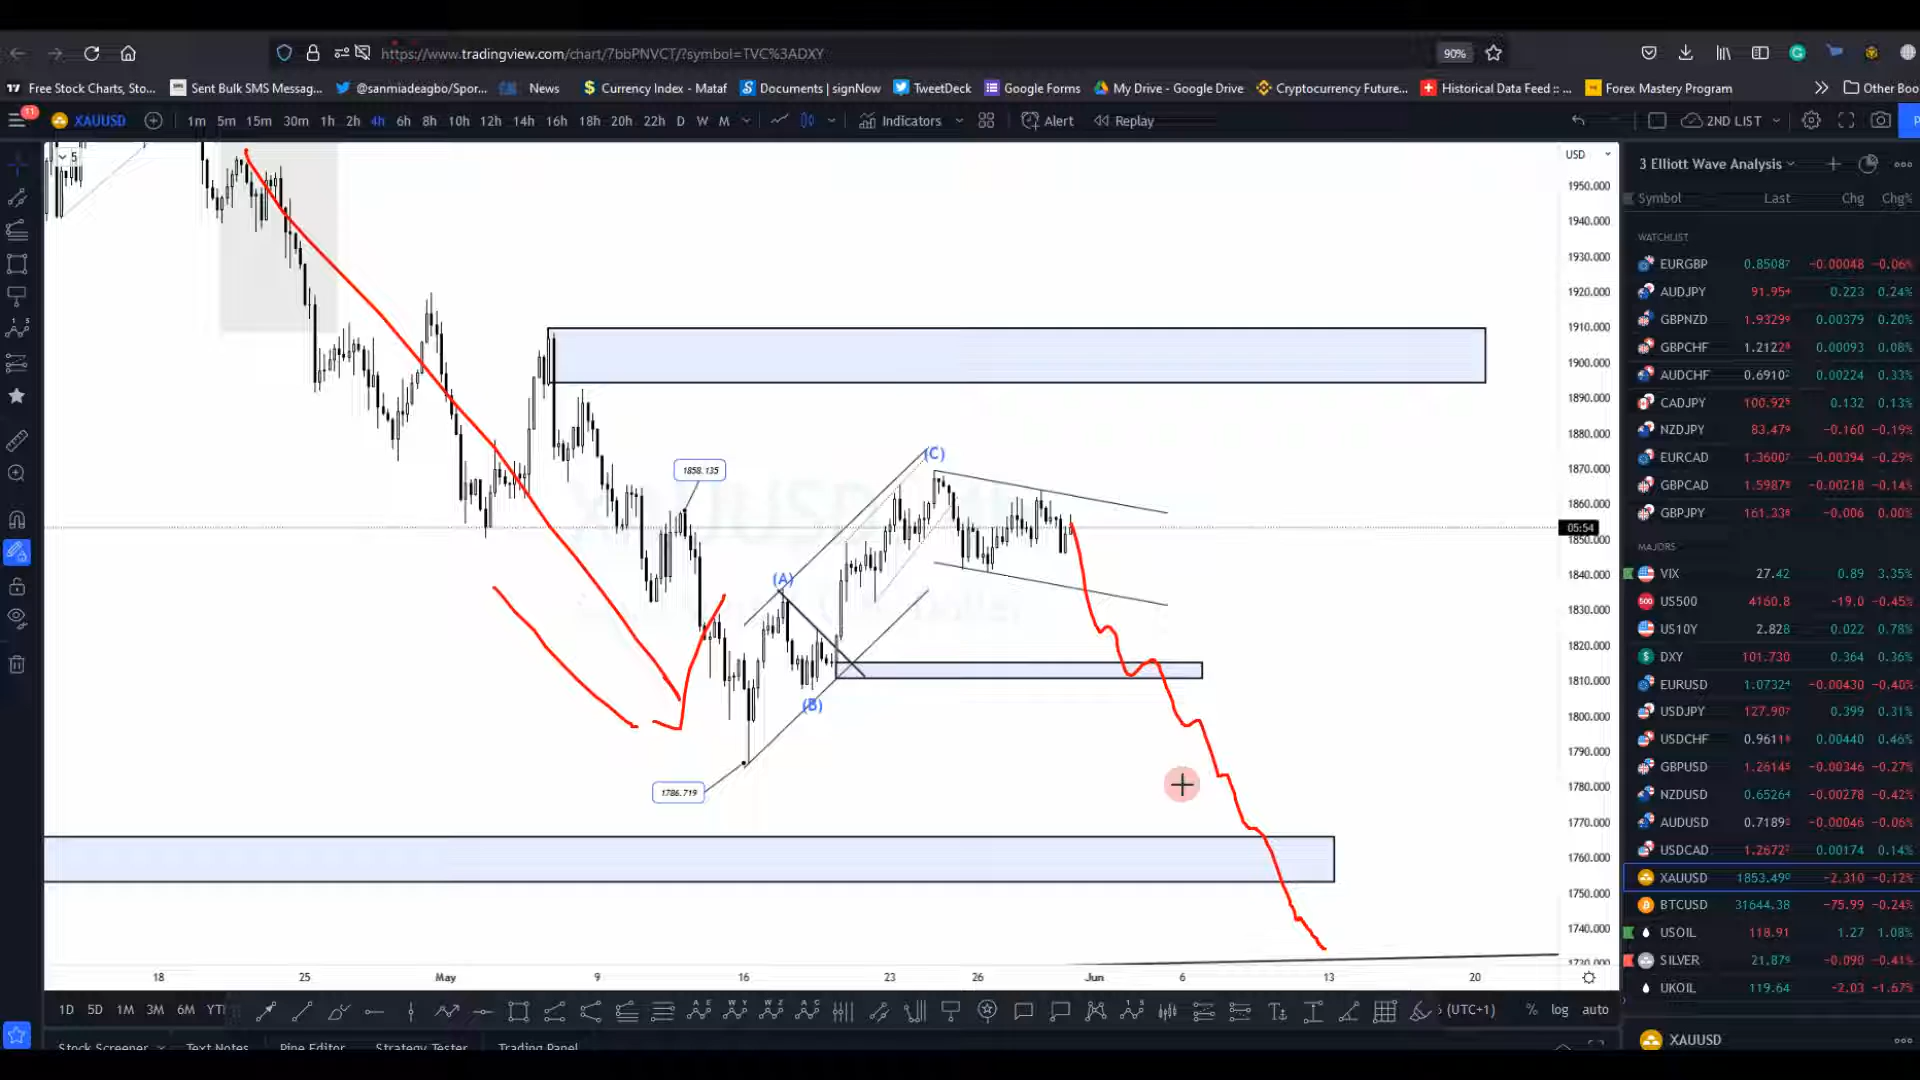 https://www.tradingview.com/chart/7bbPNVCT/?symbol=TVC%3ADXY 90%
Free Stock Charts, Sto... Sent Bulk SMS Messag... @sanmiadeagbo/Spor... News Currency Index - Mataf Documents | signNow TweetDeck Google Forms My Drive - Google Drive Cryptocurrency Future... Historical Data Feed :: ... Forex Mastery Program Other Boo
11 XAUUSD 1m 5m 15m 30m 1h 2h 4h 6h 8h 10h 12h 14h 16h 18h 20h 22h D W M Indicators Alert Replay 2ND LIST P
5 USD
1950.000
1940.000
1930.000
1920.000
1910.000
1900.000
1890.000
1880.000
1870.000
1860.000
05:54
1850.000
1840.000
1830.000
1820.000
1810.000
1800.000
1790.000
1780.000
1770.000
1760.000
1750.000
1740.000
1730.000
(C)
1858.135
(A)
(B)
1786.719
18 25 May 9 16 23 26 Jun 6 13 20
1D 5D 1M 3M 6M YTI (UTC+1) % log auto
Stock Screener Text Notes Pine Editor Strategy Tester Trading Panel
3 Elliott Wave Analysis
Symbol Last Chg Chg%
WATCHLIST
EURGBP 0.85087 -0.00048 -0.06%
AUDJPY 91.954 0.223 0.24%
GBPNZD 1.93299 0.00379 0.20%
GBPCHF 1.21228 0.00093 0.08%
AUDCHF 0.69102 0.00224 0.33%
CADJPY 100.925 0.132 0.13%
NZDJPY 83.479 -0.160 -0.19%
EURCAD 1.36007 -0.00394 -0.29%
GBPCAD 1.59878 -0.00218 -0.14%
GBPJPY 161.338 -0.006 0.00%
MAJORS
VIX 27.42 0.89 3.35%
US500 4160.8 -19.0 -0.45%
US10Y 2.828 0.022 0.78%
DXY 101.730 0.364 0.36%
EURUSD 1.07324 -0.00430 -0.40%
USDJPY 127.907 0.399 0.31%
USDCHF 0.96119 0.00440 0.46%
GBPUSD 1.26145 -0.00346 -0.27%
NZDUSD 0.65264 -0.00278 -0.42%
AUDUSD 0.7189 -0.00046 -0.06%
USDCAD 1.2672 0.00174 0.14%
XAUUSD 1853.490 -2.310 -0.12%
BTCUSD 31644.38 -75.99 -0.24%
USOIL 118.91 1.27 1.08%
SILVER 21.879 -0.090 -0.41%
UKOIL 119.64 -2.03 -1.67%
XAUUSD